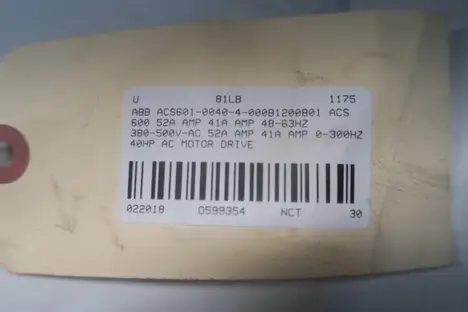 U 81LB 1175
ABB ACS601-0040-4-000B1200801 ACS
600 52A AMP 41A AMP 48-63HZ
380-500V-AC 52A AMP 41A AMP 0-300HZ
40HP AC MOTOR DRIVE
022018 0599354 NCT 30